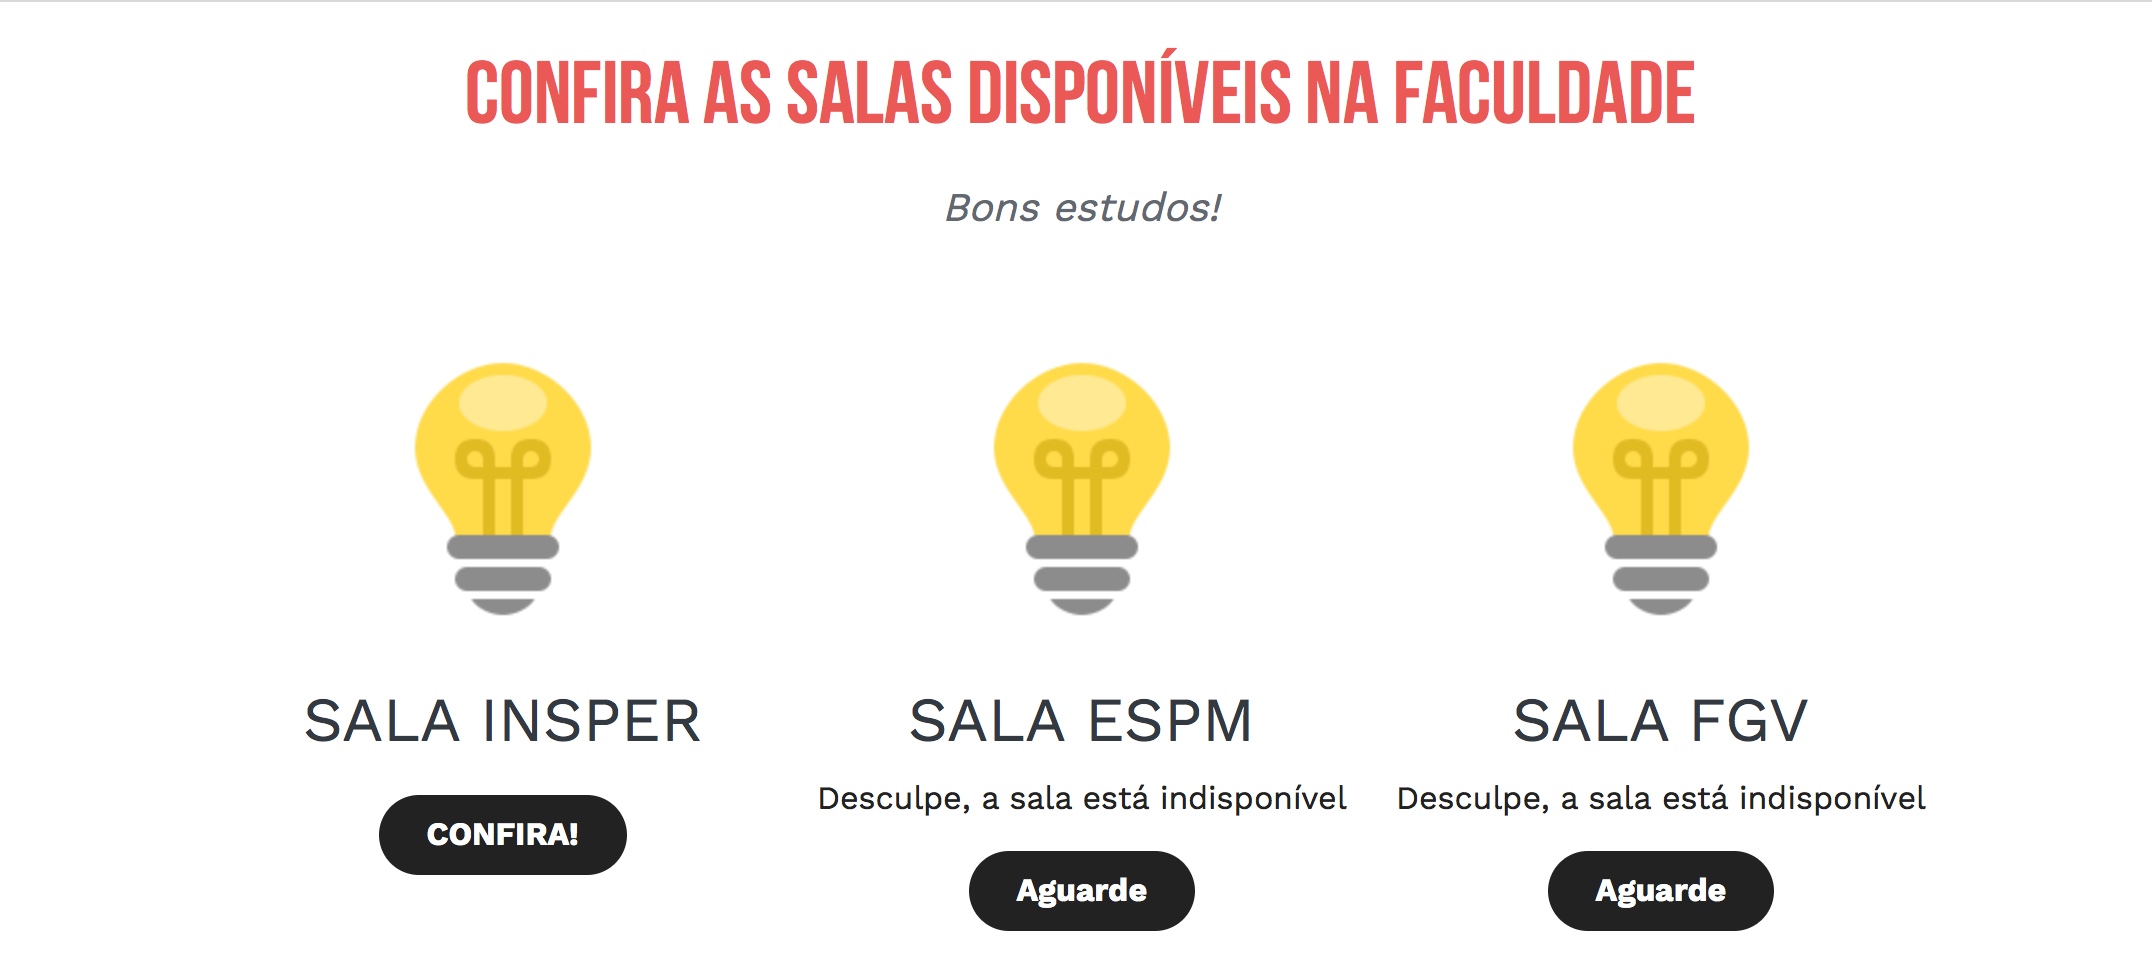 CONFIRA AS SALAS DISPONÍVEIS NA FACULDADE
Bons estudos!
SALA INSPER
CONFIRA!
SALA ESPM
Desculpe, a sala está indisponível
Aguarde
SALA FGV
Desculpe, a sala está indisponível
Aguarde